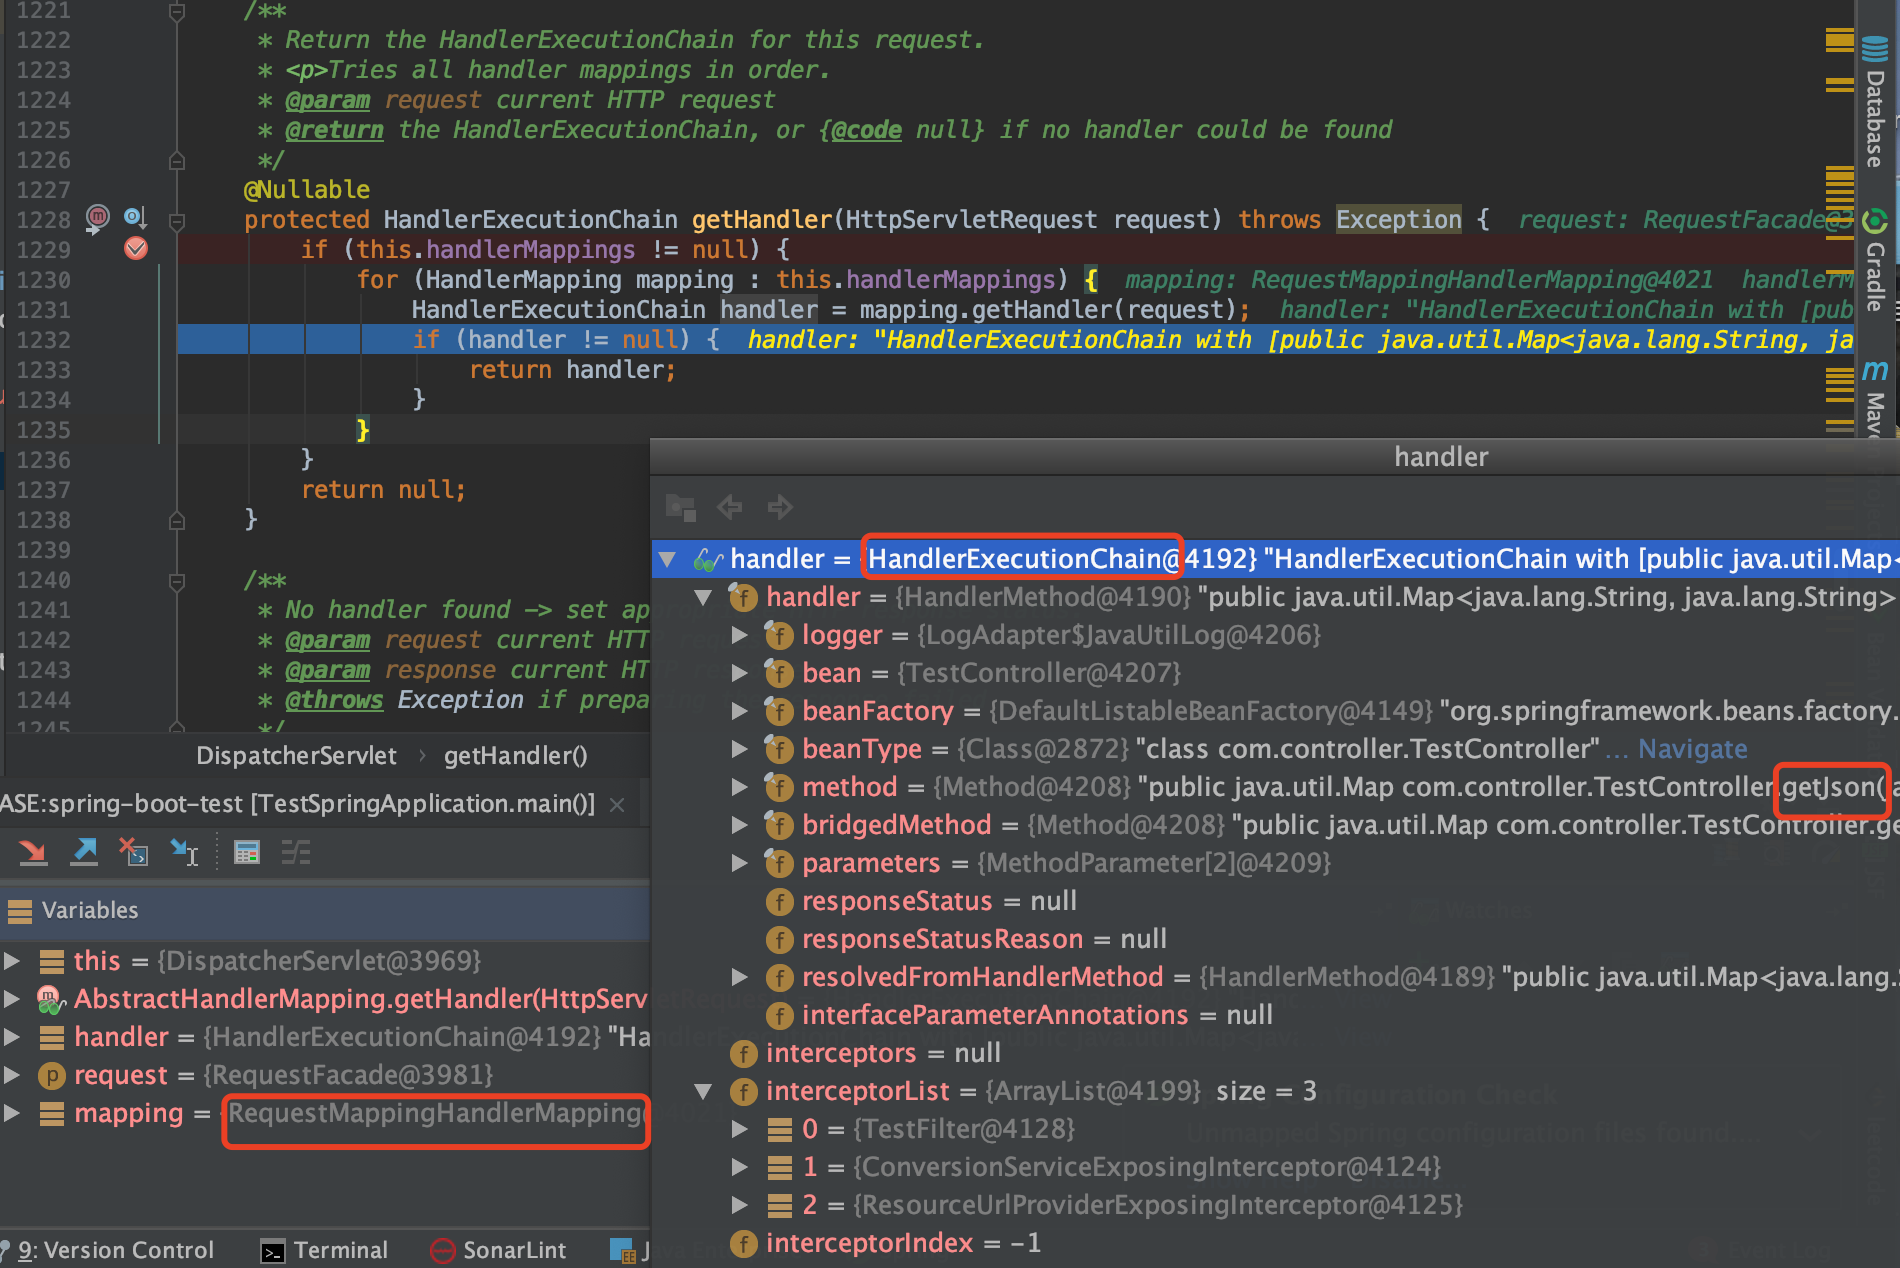 1221 /**
1222 * Return the HandlerExecutionChain for this request.
1223 * <p>Tries all handler mappings in order.
1224 * @param request current HTTP request
1225 * @return the HandlerExecutionChain, or {@code null} if no handler could be found
1226 */
1227 @Nullable
1228 protected HandlerExecutionChain getHandler(HttpServletRequest request) throws Exception { request: RequestFacade@3
1229 if (this.handlerMappings != null) {
1230 for (HandlerMapping mapping : this.handlerMappings) { mapping: RequestMappingHandlerMapping@4021 handlerM
1231 HandlerExecutionChain handler = mapping.getHandler(request); handler: "HandlerExecutionChain with [pub
1232 if (handler != null) { handler: "HandlerExecutionChain with [public java.util.Map<java.lang.String, ja
1233 return handler;
1234 }
1235 }
1236 }
1237 return null;
1238 }
1239
1240 /**
1241 * No handler found -> set ap
1242 * @param request current HTT
1243 * @param response current HT
1244 * @throws Exception if prepa
1245 */
DispatcherServlet › getHandler()
ASE:spring-boot-test [TestSpringApplication.main()] ×
Variables
this = {DispatcherServlet@3969}
AbstractHandlerMapping.getHandler(HttpServ
handler = {HandlerExecutionChain@4192} "Ha
request = {RequestFacade@3981}
mapping = {RequestMappingHandlerMapping@
9: Version Control
Terminal
SonarLint
handler
handler = {HandlerExecutionChain@4192} "HandlerExecutionChain with [public java.util.Map<
handler = {HandlerMethod@4190} "public java.util.Map<java.lang.String, java.lang.String>
logger = {LogAdapter$JavaUtilLog@4206}
bean = {TestController@4207}
beanFactory = {DefaultListableBeanFactory@4149} "org.springframework.beans.factory.
beanType = {Class@2872} "class com.controller.TestController" ... Navigate
method = {Method@4208} "public java.util.Map com.controller.TestController.getJson(
bridgedMethod = {Method@4208} "public java.util.Map com.controller.TestController.ge
parameters = {MethodParameter[2]@4209}
responseStatus = null
responseStatusReason = null
resolvedFromHandlerMethod = {HandlerMethod@4189} "public java.util.Map<java.lang.
interfaceParameterAnnotations = null
interceptors = null
interceptorList = {ArrayList@4199} size = 3
0 = {TestFilter@4128}
1 = {ConversionServiceExposingInterceptor@4124}
2 = {ResourceUrlProviderExposingInterceptor@4125}
interceptorIndex = -1
Database
Gradle
Maven
Watches
Configuration Check
Unmapped Spring configuration files found....
Event Log